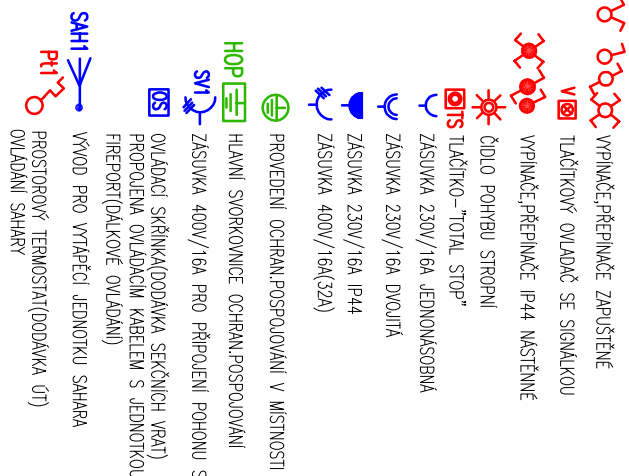 VYPÍNAČE,PŘEPÍNAČE ZAPUŠTĚNÉ
V
TLAČÍTKOVÝ OVLADAČ SE SIGNÁLKOU
VYPÍNAČE,PŘEPÍNAČE IP44 NÁSTĚNNÉ
ČIDLO POHYBU STROPNÍ
TS
TLAČÍTKO-"TOTAL STOP"
ZÁSUVKA 230V/16A JEDNONÁSOBNÁ
ZÁSUVKA 230V/16A DVOJITÁ
ZÁSUVKA 230V/16A IP44
ZÁSUVKA 400V/16A(32A)
PROVEDENÍ OCHRAN.POSPOJOVÁNÍ V MÍSTNOSTI
HOP
HLAVNÍ SVORKOVNICE OCHRAN.POSPOJOVÁNÍ
SV1
ZÁSUVKA 400V/16A PRO PŘIPOJENÍ POHONU S
OS
OVLÁDACÍ SKŘÍNKA(DODÁVKA SEKČNÍCH VRAT)
PROPOJENA OVLÁDACÍM KABELEM S JEDNOTKOU
FIREPORT(DÁLKOVÉ OVLÁDÁNÍ)
SAH1
VÝVOD PRO VYTÁPĚCÍ JEDNOTKU SAHARA
Pt1
PROSTOROVÝ TERMOSTAT(DODÁVKA ÚT)
OVLÁDÁNÍ SAHARY